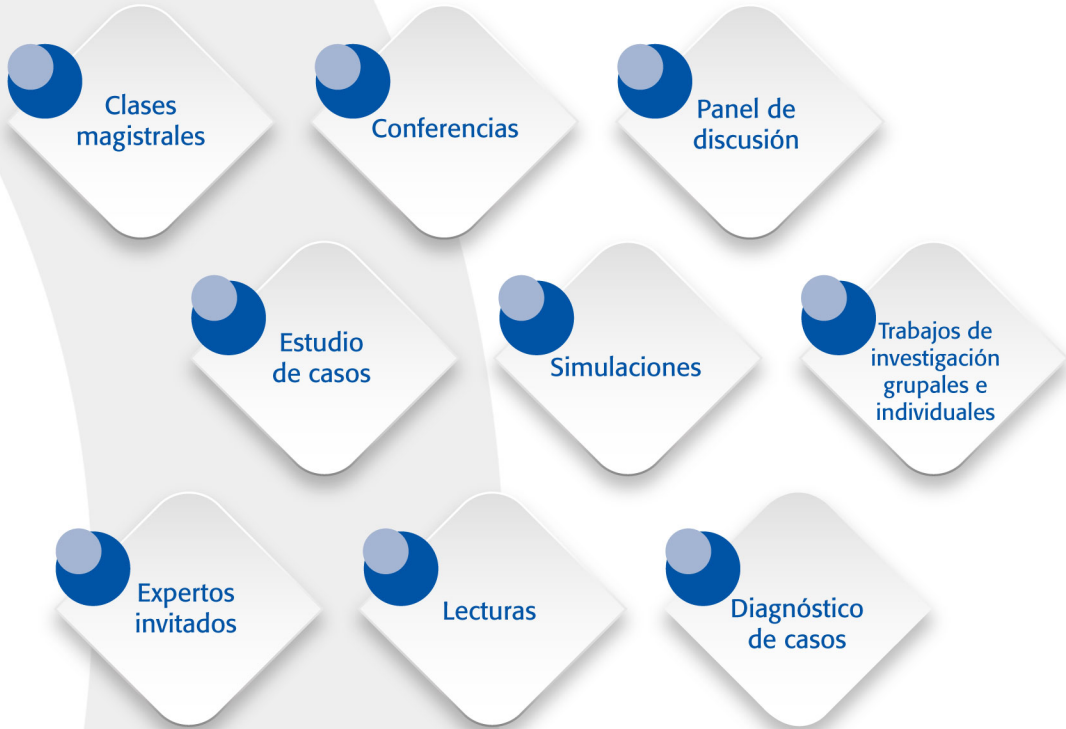 Clases
magistrales
Conferencias
Panel de
discusión
Estudio
de casos
Simulaciones
Trabajos de
investigación
grupales e
individuales
Expertos
invitados
Lecturas
Diagnóstico
de casos